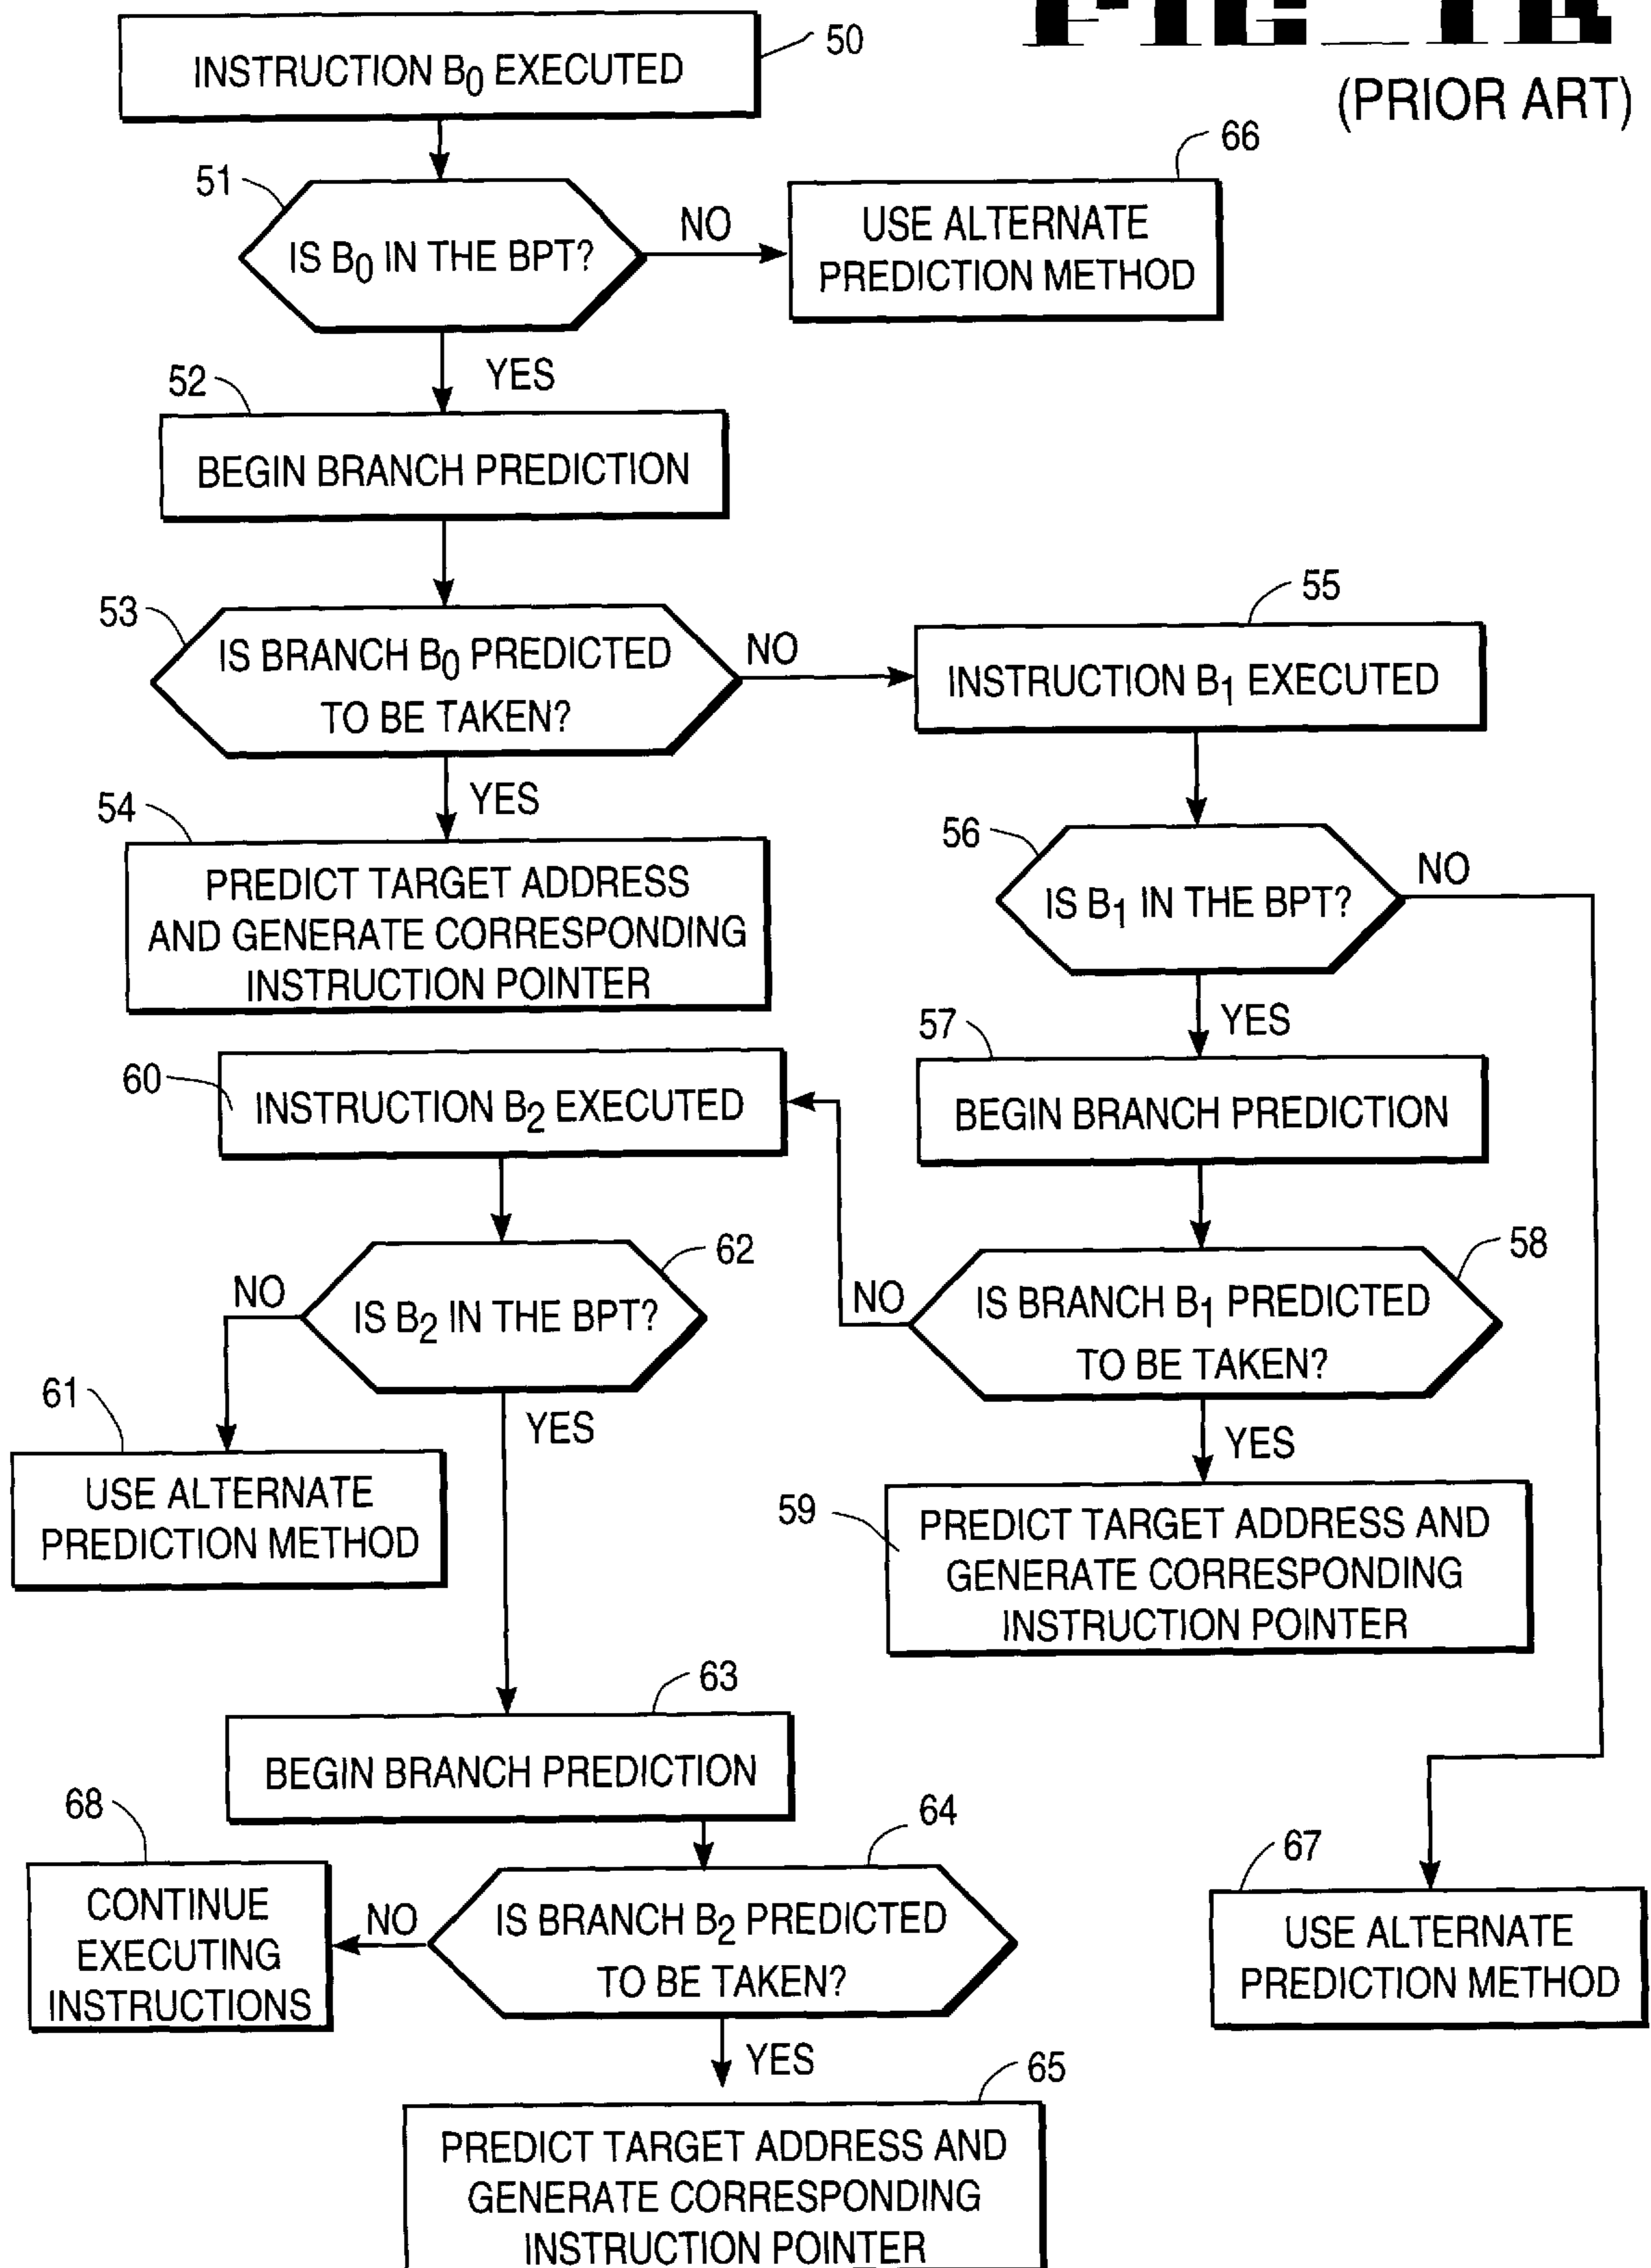 (PRIOR ART)
50
INSTRUCTION B0 EXECUTED
66
51
IS B0 IN THE BPT?
NO
USE ALTERNATE
PREDICTION METHOD
YES
52
BEGIN BRANCH PREDICTION
53
IS BRANCH B0 PREDICTED
TO BE TAKEN?
NO
55
INSTRUCTION B1 EXECUTED
YES
54
PREDICT TARGET ADDRESS
AND GENERATE CORRESPONDING
INSTRUCTION POINTER
56
IS B1 IN THE BPT?
NO
YES
57
BEGIN BRANCH PREDICTION
60
INSTRUCTION B2 EXECUTED
58
IS BRANCH B1 PREDICTED
TO BE TAKEN?
NO
62
IS B2 IN THE BPT?
NO
YES
61
USE ALTERNATE
PREDICTION METHOD
YES
59
PREDICT TARGET ADDRESS AND
GENERATE CORRESPONDING
INSTRUCTION POINTER
63
BEGIN BRANCH PREDICTION
68
CONTINUE
EXECUTING
INSTRUCTIONS
NO
64
IS BRANCH B2 PREDICTED
TO BE TAKEN?
67
USE ALTERNATE
PREDICTION METHOD
YES
65
PREDICT TARGET ADDRESS AND
GENERATE CORRESPONDING
INSTRUCTION POINTER